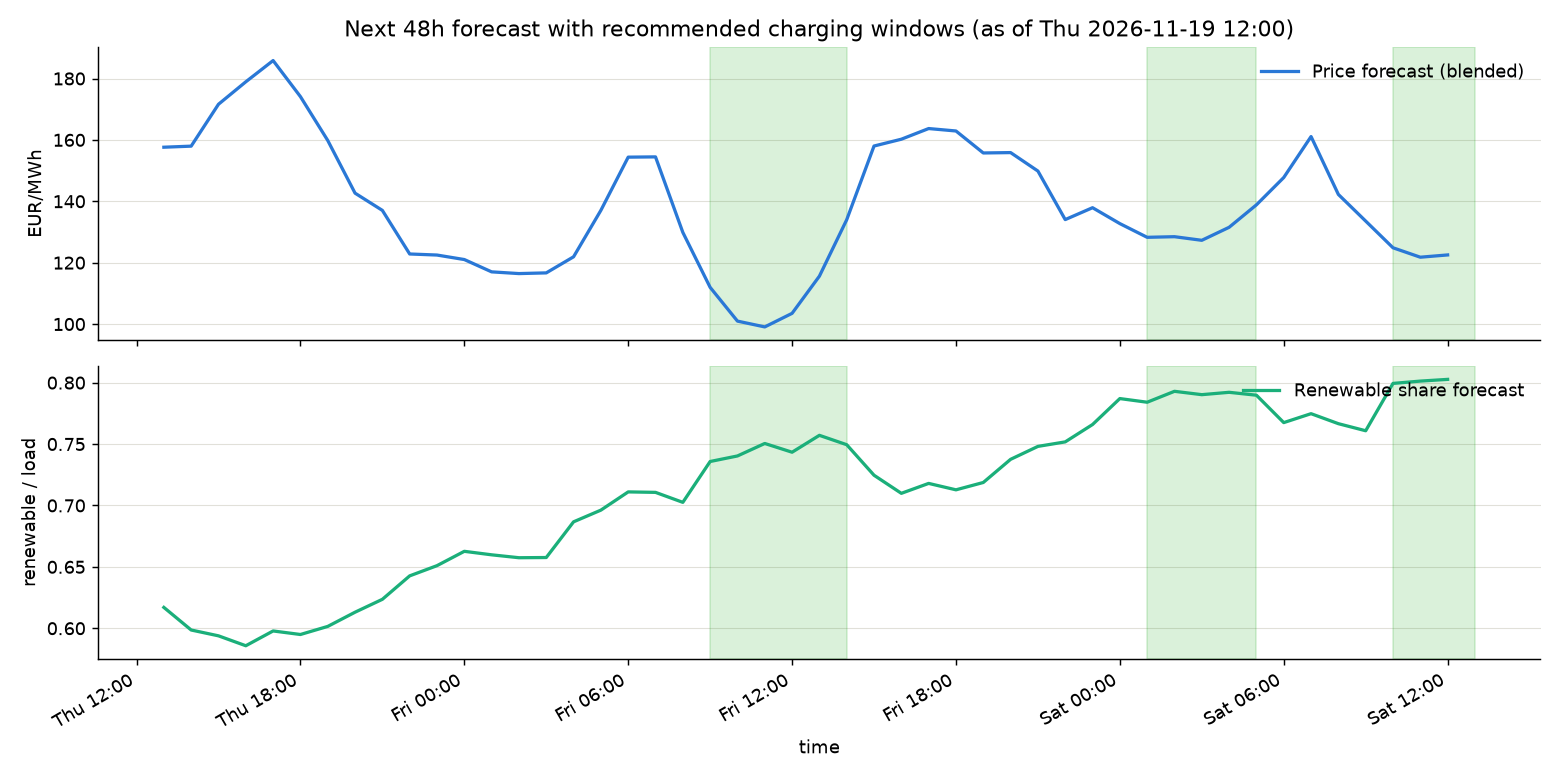 Next 48h forecast with recommended charging windows (as of Thu 2026-11-19 12:00)
Price forecast (blended)
EUR/MWh
180
160
140
120
100
Renewable share forecast
renewable / load
0.80
0.75
0.70
0.65
0.60
Thu 12:00
Thu 18:00
Fri 00:00
Fri 06:00
Fri 12:00
Fri 18:00
Sat 00:00
Sat 06:00
Sat 12:00
time